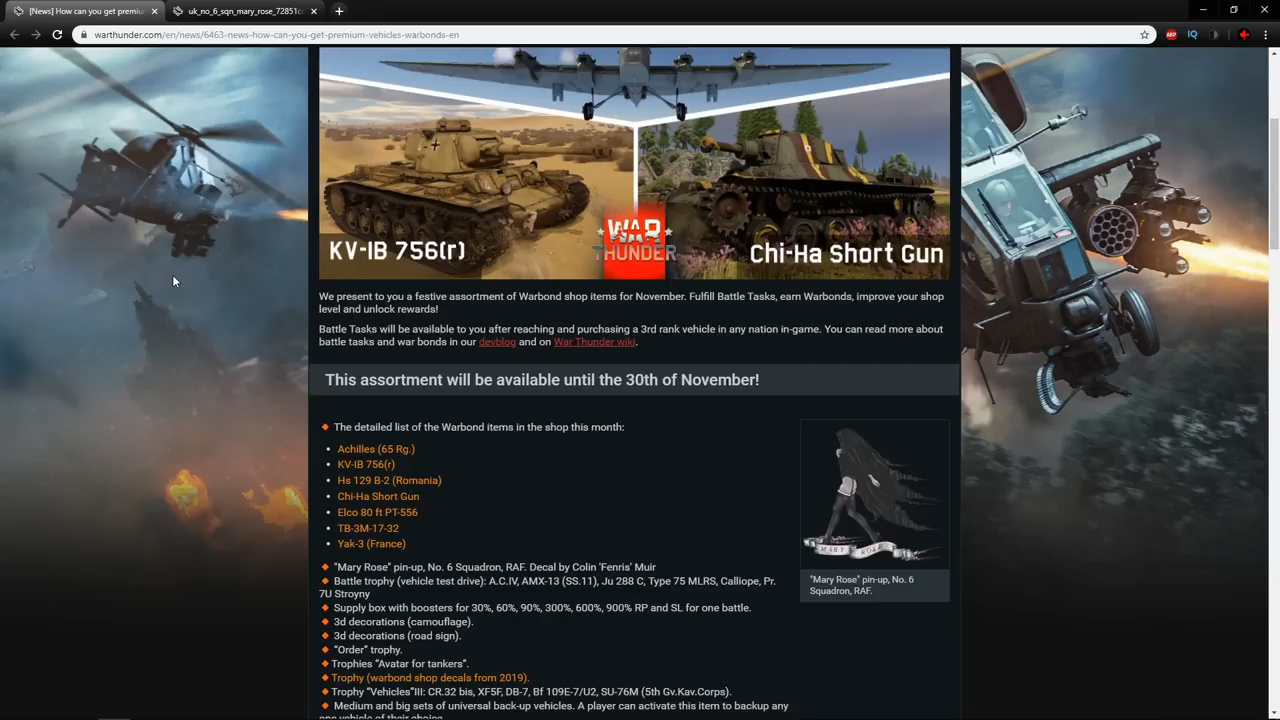 [News] How can you get premium
uk_no_6_sqn_mary_rose_72851c
warthunder.com/en/news/6463-news-how-can-you-get-premium-vehicles-warbonds-en
ABP
IQ
KV-IB 756(r)
WAR
THUNDER
Chi-Ha Short Gun
We present to you a festive assortment of Warbond shop items for November. Fulfill Battle Tasks, earn Warbonds, improve your shop
level and unlock rewards!
Battle Tasks will be available to you after reaching and purchasing a 3rd rank vehicle in any nation in-game. You can read more about
battle tasks and war bonds in our devblog and on War Thunder wiki.
This assortment will be available until the 30th of November!
The detailed list of the Warbond items in the shop this month:
Achilles (65 Rg.)
KV-IB 756(r)
Hs 129 B-2 (Romania)
Chi-Ha Short Gun
Elco 80 ft PT-556
TB-3M-17-32
Yak-3 (France)
MARY ROSE
"Mary Rose" pin-up, No. 6
Squadron, RAF.
"Mary Rose" pin-up, No. 6 Squadron, RAF. Decal by Colin 'Fenris' Muir
Battle trophy (vehicle test drive): A.C.IV, AMX-13 (SS.11), Ju 288 C, Type 75 MLRS, Calliope, Pr.
7U Stroyny
Supply box with boosters for 30%, 60%, 90%, 300%, 600%, 900% RP and SL for one battle.
3d decorations (camouflage).
3d decorations (road sign).
“Order” trophy.
Trophies “Avatar for tankers”.
Trophy (warbond shop decals from 2019).
Trophy “Vehicles”III: CR.32 bis, XF5F, DB-7, Bf 109E-7/U2, SU-76M (5th Gv.Kav.Corps).
Medium and big sets of universal back-up vehicles. A player can activate this item to backup any
one vehicle of their choice